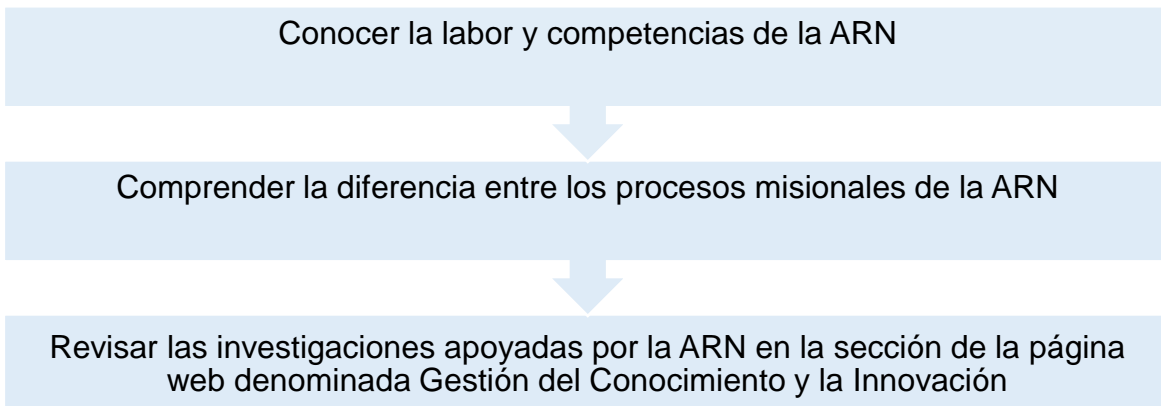 Conocer la labor y competencias de la ARN
Comprender la diferencia entre los procesos misionales de la ARN
Revisar las investigaciones apoyadas por la ARN en la sección de la página
web denominada Gestión del Conocimiento y la Innovación